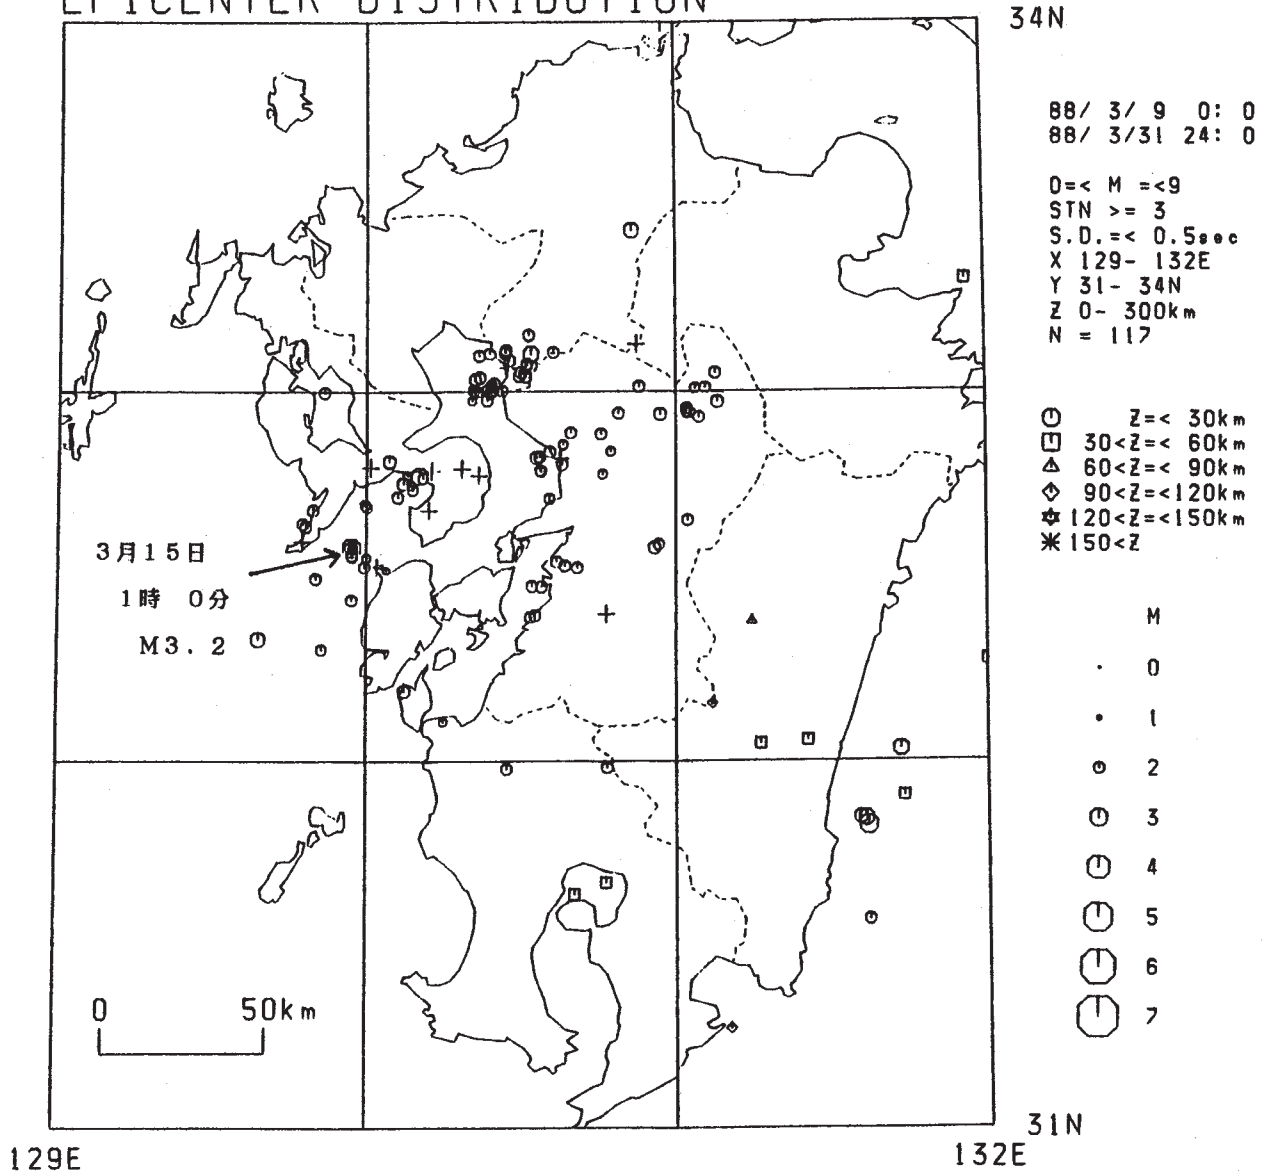 EPICENTER DISTRIBUTION
34N
88/ 3/ 9 0: 0
88/ 3/31 24: 0
0=< M =<9
STN >= 3
S.D.=< 0.5sec
X 129- 132E
Y 31- 34N
Z 0- 300km
N = 117
Z=< 30km
30<Z=< 60km
60<Z=< 90km
90<Z=<120km
120<Z=<150km
150<Z
3月15日
1時 0分
M3.2
M
0
1
2
3
4
5
6
7
0 50km
31N
129E 132E